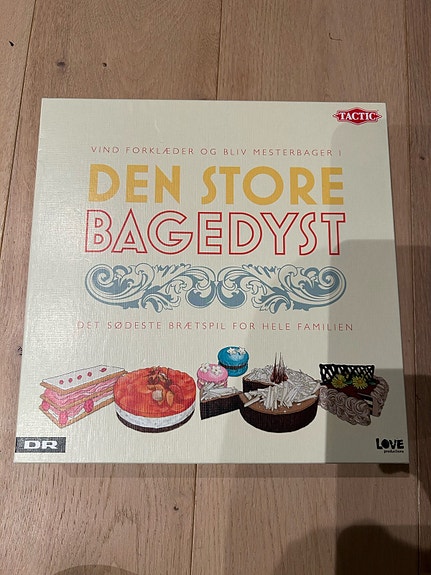 TACTIC
VIND FORKLÆDER OG BLIV MESTERBAGER I
DEN STORE
BAGEDYST
DET SØDESTE BRÆTSPIL FOR HELE FAMILIEN
DR
LOVE
productions